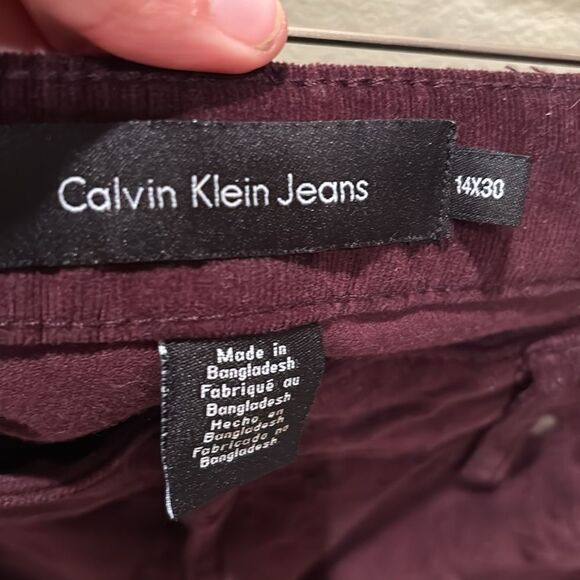 Calvin Klein Jeans
14X30
Made in
Bangladesh
Fabriqué au
Bangladesh
Hecho en
Bangladesh
Fabricado no
Bangladesh